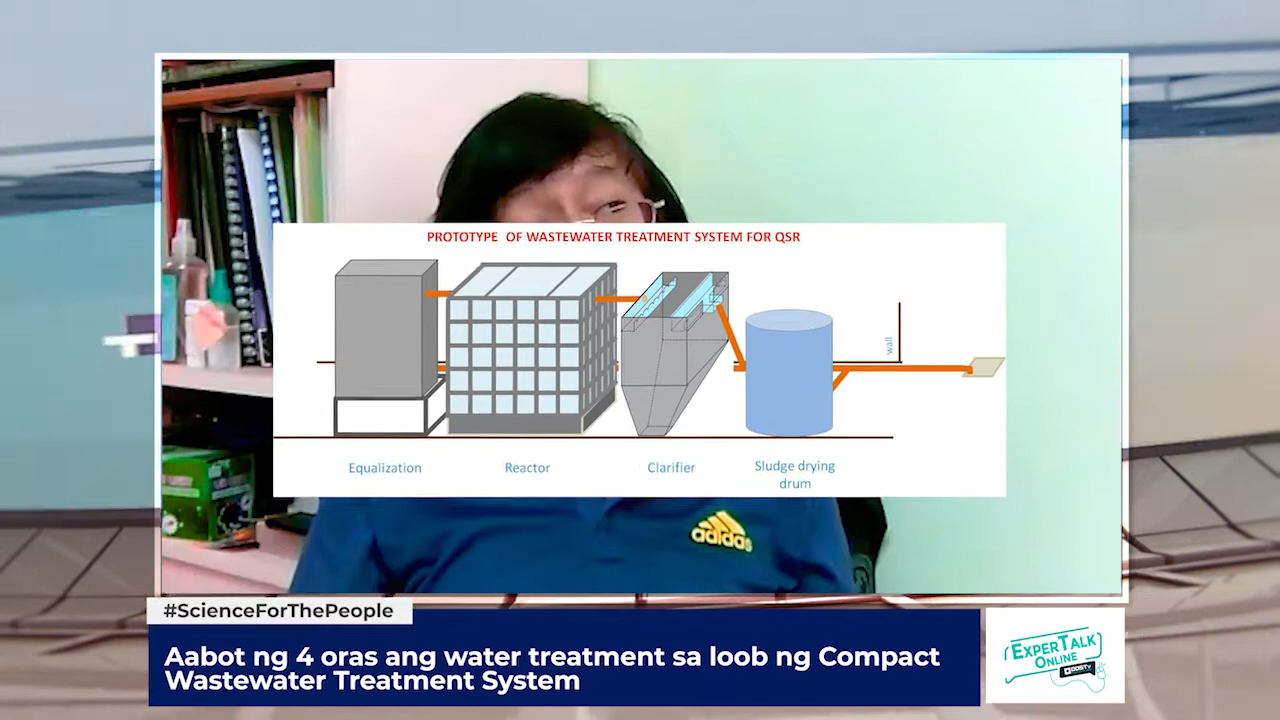 PROTOTYPE OF WASTEWATER TREATMENT SYSTEM FOR QSR
wall
Equalization
Reactor
Clarifier
Sludge drying
drum
adidas
#ScienceForThePeople
Aabot ng 4 oras ang water treatment sa loob ng Compact
Wastewater Treatment System
EXPERTALK
ONLINE
DOSTV